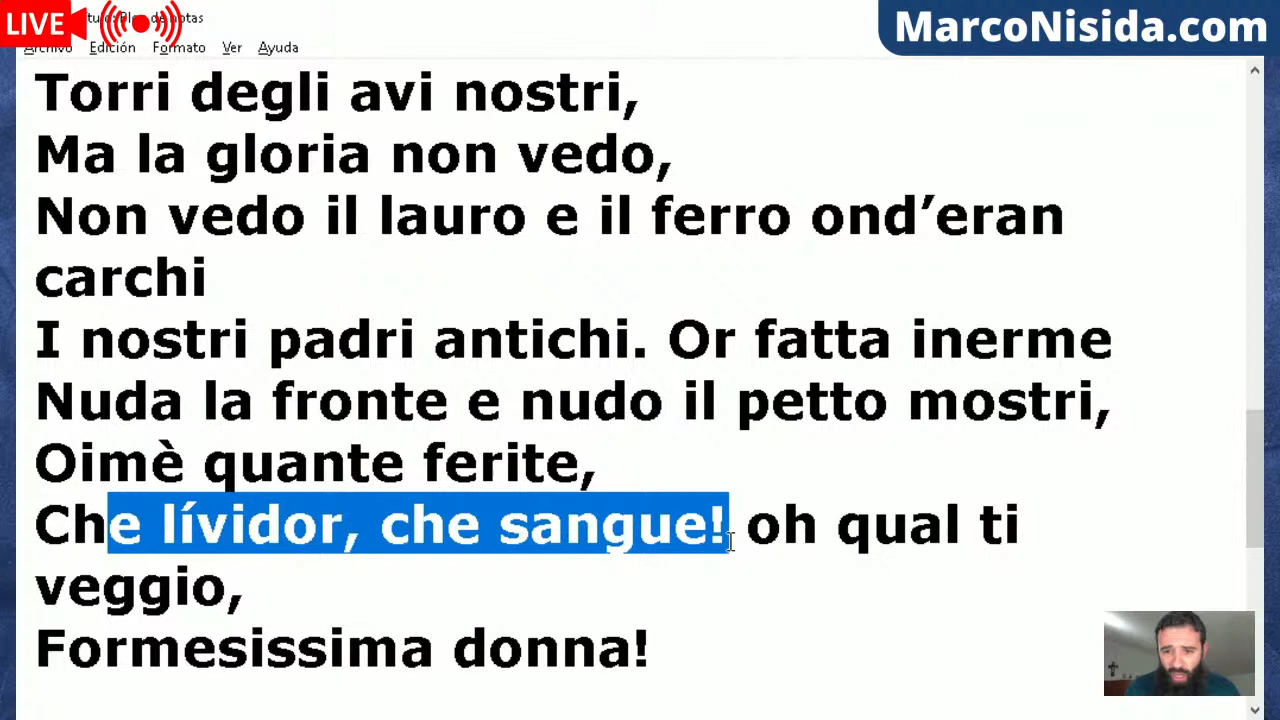 LIVE
MarcoNisida.com
Archivo Edición Formato Ver Ayuda
Torri degli avi nostri,
Ma la gloria non vedo,
Non vedo il lauro e il ferro ond’eran
carchi
I nostri padri antichi. Or fatta inerme
Nuda la fronte e nudo il petto mostri,
Oimè quante ferite,
Che lívidor, che sangue! oh qual ti
veggio,
Formesissima donna!